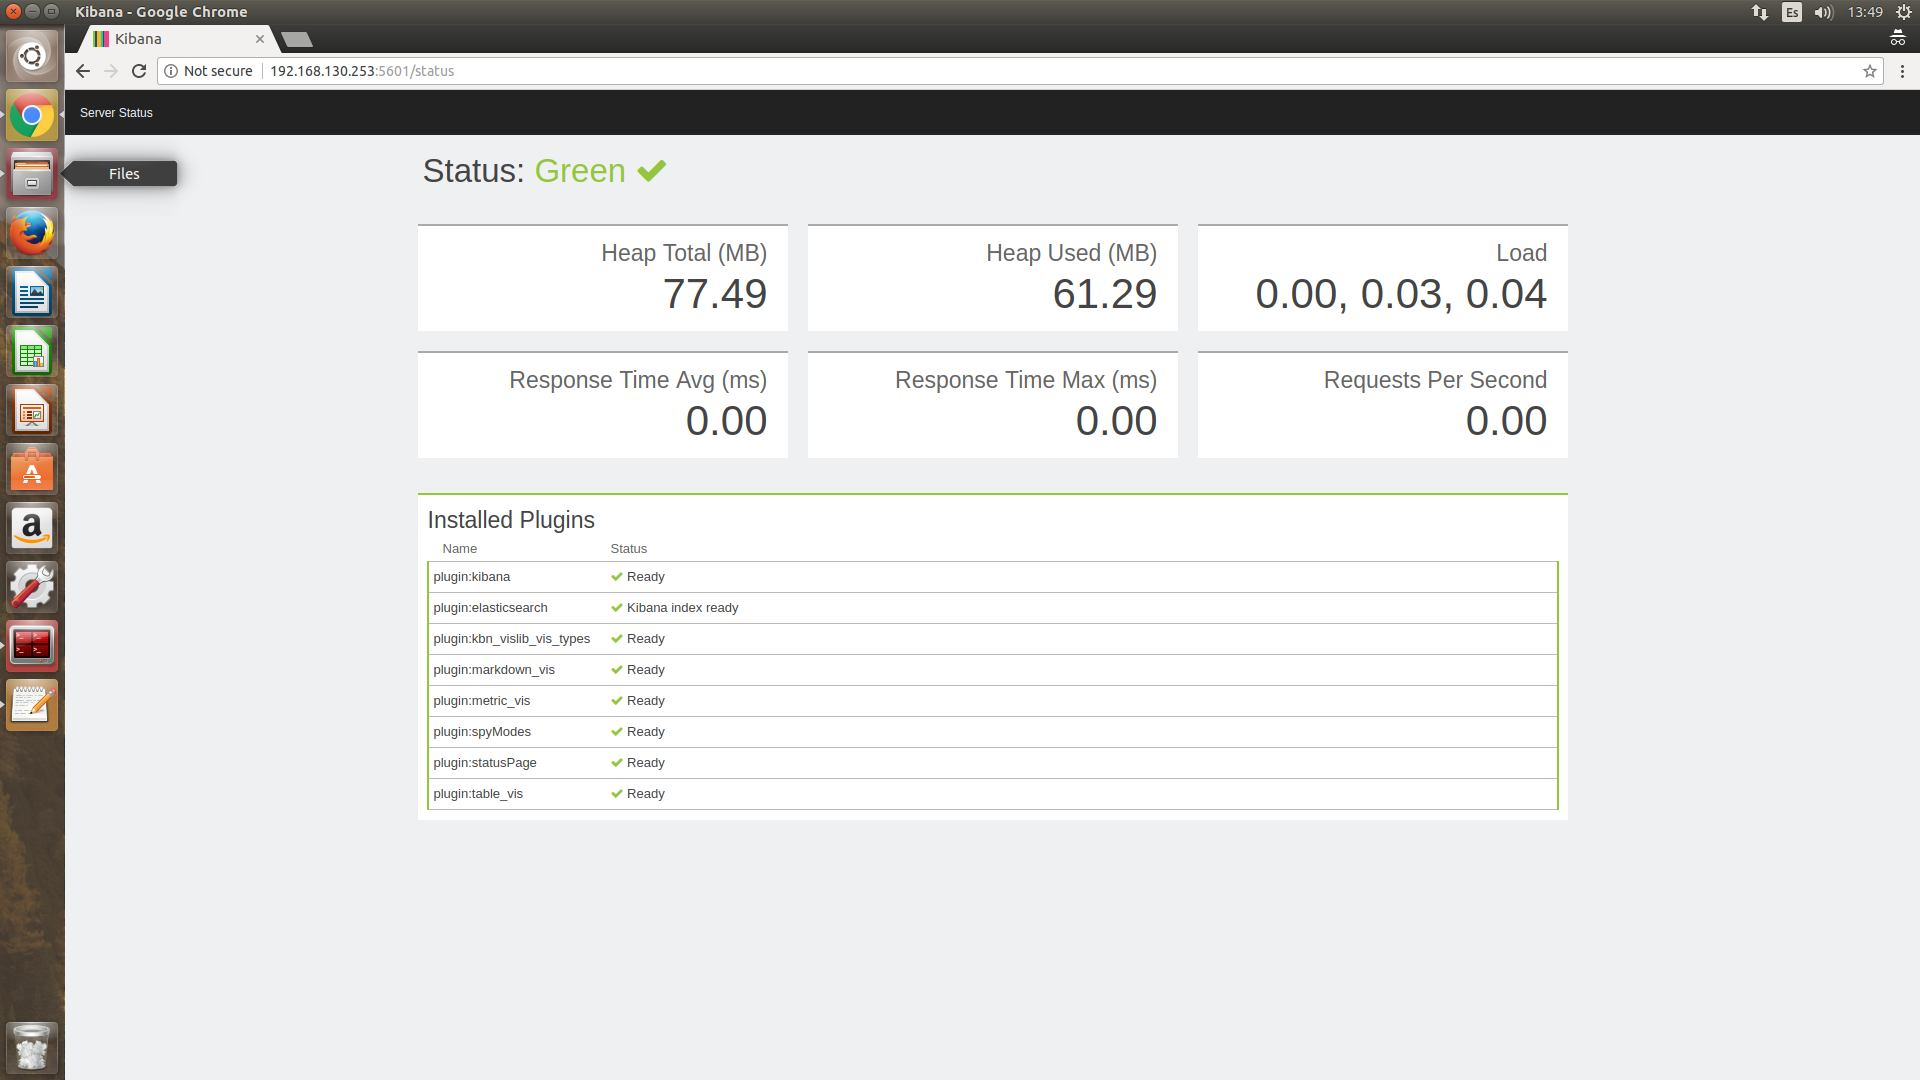 Kibana - Google Chrome
Es
13:49
Kibana
Not secure
192.168.130.253:5601/status
Server Status
Files
Status: Green
Heap Total (MB)
77.49
Heap Used (MB)
61.29
Load
0.00, 0.03, 0.04
Response Time Avg (ms)
0.00
Response Time Max (ms)
0.00
Requests Per Second
0.00
Installed Plugins
Name Status
plugin:kibana Ready
plugin:elasticsearch Kibana index ready
plugin:kbn_vislib_vis_types Ready
plugin:markdown_vis Ready
plugin:metric_vis Ready
plugin:spyModes Ready
plugin:statusPage Ready
plugin:table_vis Ready